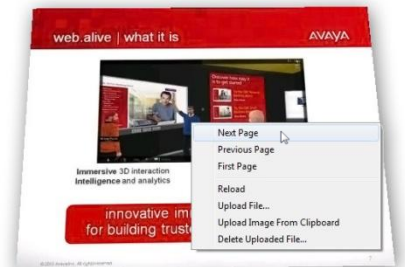 web.alive | what it is
AVAYA
Next Page
Previous Page
First Page
Reload
Upload File...
Upload Image From Clipboard
Delete Uploaded File...
Immersive 3D interaction
Intelligence and analytics
innovative im
for building trust